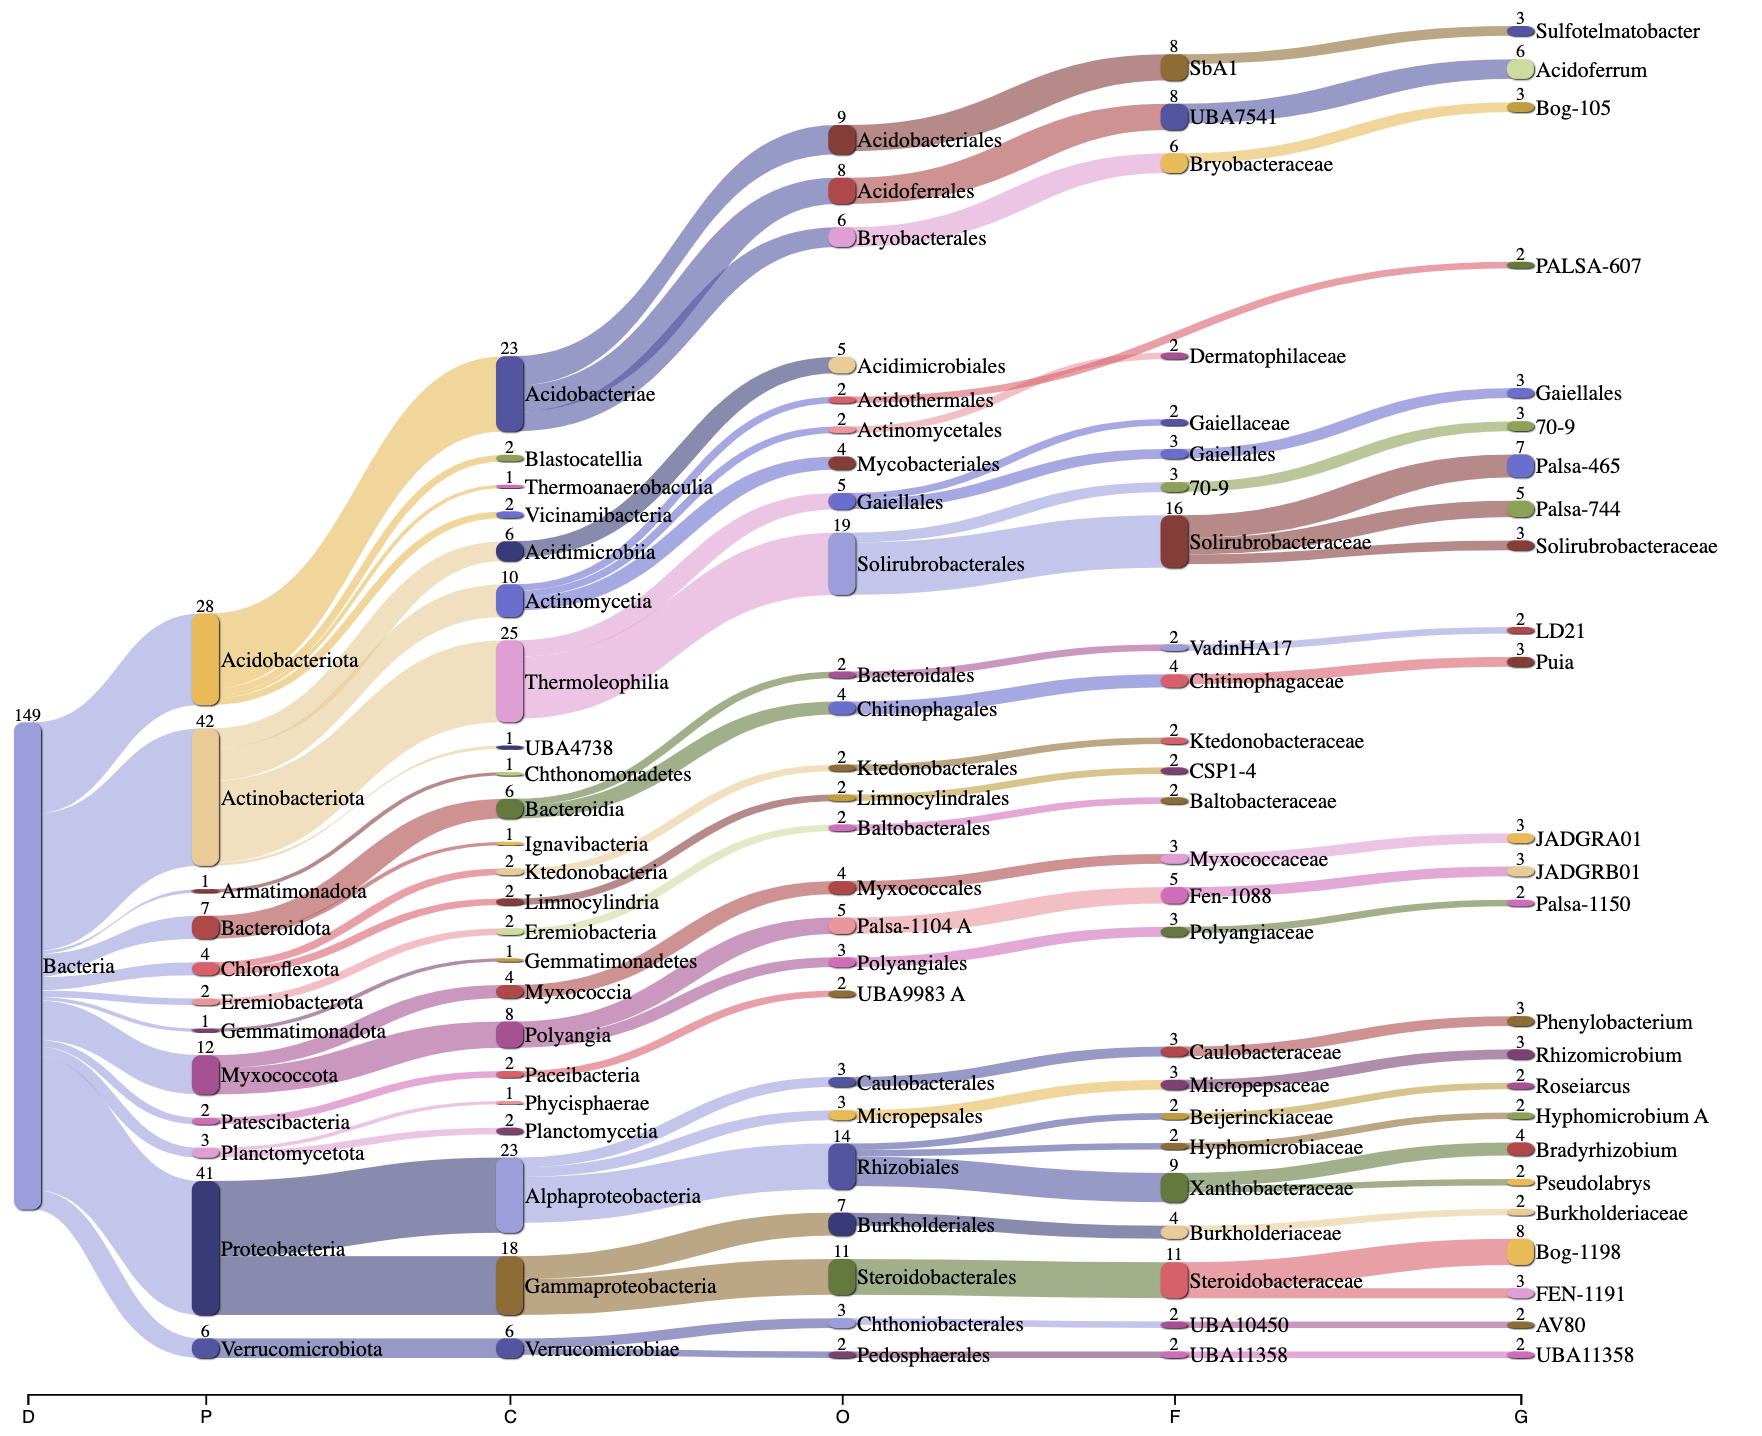 149
Bacteria
28
Acidobacteriota
42
Actinobacteriota
1
Armatimonadota
7
Bacteroidota
4
Chloroflexota
2
Eremiobacterota
1
Gemmatimonadota
12
Myxococcota
2
Patescibacteria
3
Planctomycetota
41
Proteobacteria
6
Verrucomicrobiota
23
Acidobacteriae
2
Blastocatellia
1
Thermoanaerobaculia
2
Vicinamibacteria
6
Acidimicrobiia
10
Actinomycetia
25
Thermoleophilia
1
UBA4738
1
Chthonomonadetes
6
Bacteroidia
1
Ignavibacteria
2
Ktedonobacteria
2
Limnocylindria
2
Eremiobacteria
1
Gemmatimonadetes
4
Myxococcia
8
Polyangia
2
Paceibacteria
1
Phycisphaerae
2
Planctomycetia
23
Alphaproteobacteria
18
Gammaproteobacteria
6
Verrucomicrobiae
9
Acidobacteriales
8
Acidoferrales
6
Bryobacterales
5
Acidimicrobiales
2
Acidothermales
2
Actinomycetales
4
Mycobacteriales
5
Gaiellales
19
Solirubrobacterales
2
Bacteroidales
4
Chitinophagales
2
Ktedonobacterales
2
Limnocylindrales
2
Baltobacterales
4
Myxococcales
5
Palsa-1104 A
3
Polyangiales
2
UBA9983 A
3
Caulobacterales
3
Micropepsales
14
Rhizobiales
7
Burkholderiales
11
Steroidobacterales
3
Chthoniobacterales
2
Pedosphaerales
8
SbA1
8
UBA7541
6
Bryobacteraceae
2
Dermatophilaceae
2
Gaiellaceae
3
Gaiellales
3
70-9
16
Solirubrobacteraceae
2
VadinHA17
4
Chitinophagaceae
2
Ktedonobacteraceae
2
CSP1-4
2
Baltobacteraceae
3
Myxococcaceae
5
Fen-1088
3
Polyangiaceae
3
Caulobacteraceae
3
Micropepsaceae
2
Beijerinckiaceae
2
Hyphomicrobiaceae
9
Xanthobacteraceae
4
Burkholderiaceae
11
Steroidobacteraceae
2
UBA10450
2
UBA11358
3
Sulfotelmatobacter
6
Acidoferrum
3
Bog-105
2
PALSA-607
3
Gaiellales
3
70-9
7
Palsa-465
5
Palsa-744
3
Solirubrobacteraceae
2
LD21
3
Puia
3
JADGRA01
3
JADGRB01
2
Palsa-1150
3
Phenylobacterium
3
Rhizomicrobium
2
Roseiarcus
2
Hyphomicrobium A
4
Bradyrhizobium
2
Pseudolabrys
2
Burkholderiaceae
8
Bog-1198
3
FEN-1191
2
AV80
2
UBA11358
D P C O F G